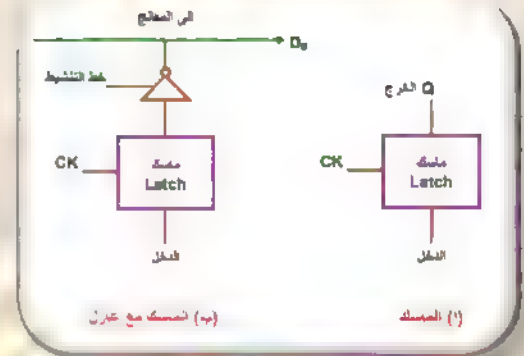 الى المعالج
D₀
خط التنشيط
Q الخرج
CK
ماسك
Latch
CK
ماسك
Latch
الدخل
الدخل
(ب) الماسك مع عازل
(ا) الماسك